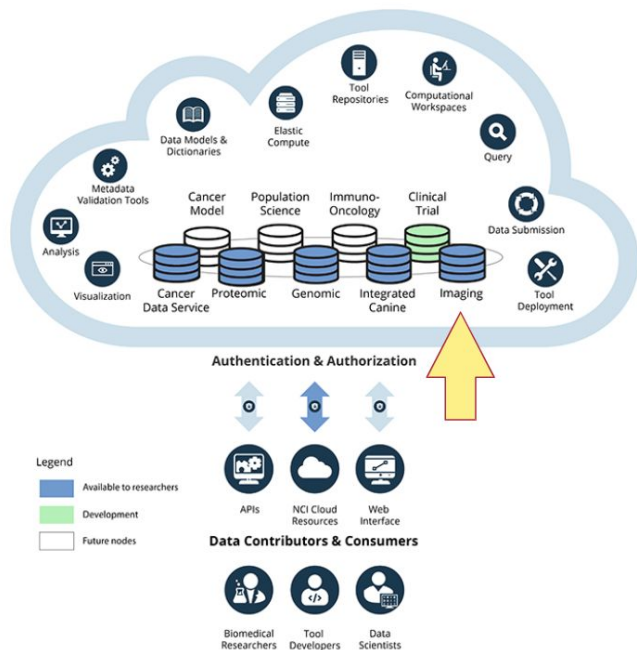 Tool
Repositories
Computational
Workspaces
Elastic
Compute
Data Models &
Dictionaries
Query
Metadata
Validation Tools
Cancer
Model
Population
Science
Immuno-
Oncology
Clinical
Trial
Data Submission
Analysis
Visualization
Cancer
Data Service
Proteomic
Genomic
Integrated
Canine
Imaging
Tool
Deployment
Authentication & Authorization
Legend
Available to researchers
Development
Future nodes
APIs
NCI Cloud
Resources
Web
Interface
Data Contributors & Consumers
Biomedical
Researchers
Tool
Developers
Data
Scientists